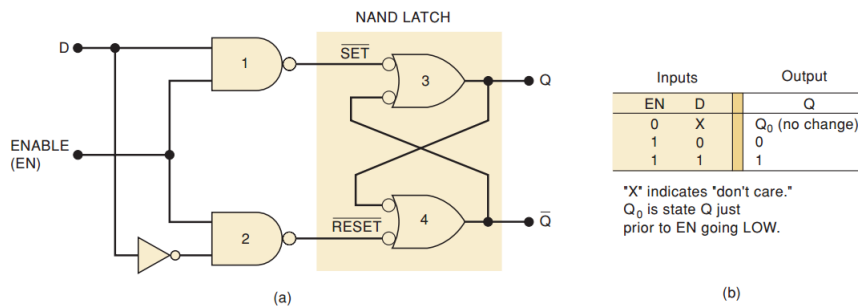 NAND LATCH
D
1
SET
3
Q
ENABLE
(EN)
2
RESET
4
Q
(a)
Inputs Output
EN D Q
0 X Q₀ (no change)
1 0 0
1 1 1
"X" indicates "don't care."
Q₀ is state Q just
prior to EN going LOW.
(b)